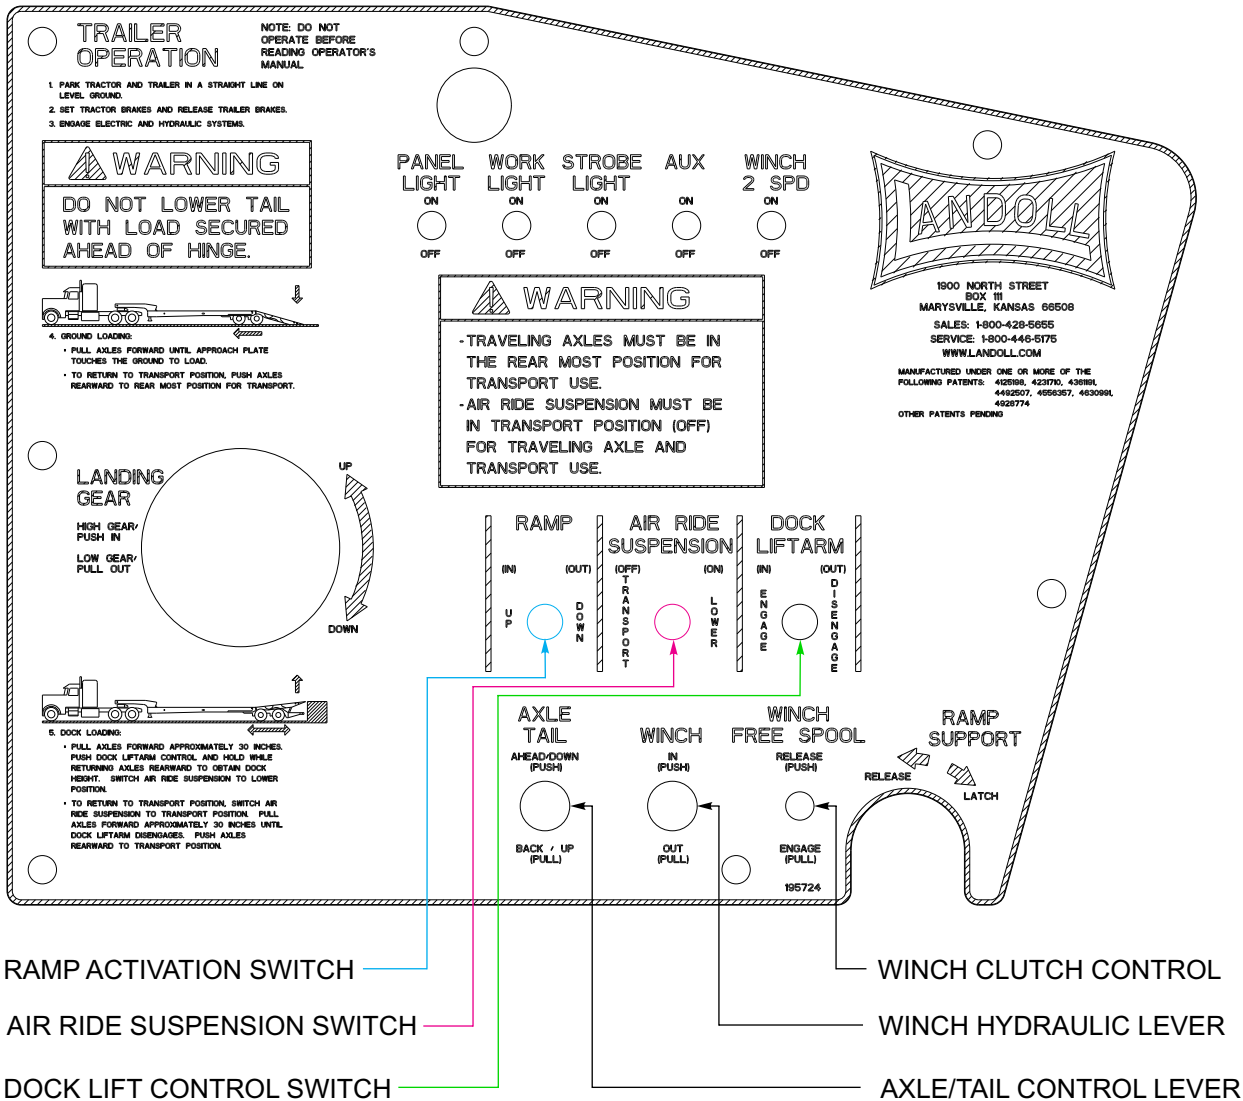 TRAILER
OPERATION
NOTE: DO NOT
OPERATE BEFORE
READING OPERATOR'S
MANUAL
1. PARK TRACTOR AND TRAILER IN A STRAIGHT LINE ON
LEVEL GROUND.
2. SET TRACTOR BRAKES AND RELEASE TRAILER BRAKES.
3. ENGAGE ELECTRIC AND HYDRAULIC SYSTEMS.
WARNING
DO NOT LOWER TAIL
WITH LOAD SECURED
AHEAD OF HINGE.
4. GROUND LOADING:
• PULL AXLES FORWARD UNTIL APPROACH PLATE
TOUCHES THE GROUND TO LOAD.
• TO RETURN TO TRANSPORT POSITION, PUSH AXLES
REARWARD TO REAR MOST POSITION FOR TRANSPORT.
PANEL
LIGHT
ON
OFF
WORK
LIGHT
ON
OFF
STROBE
LIGHT
ON
OFF
AUX
ON
OFF
WINCH
2 SPD
ON
OFF
LANDOLL
1900 NORTH STREET
BOX 111
MARYSVILLE, KANSAS 66508
SALES: 1-800-428-5655
SERVICE: 1-800-446-5175
WWW.LANDOLL.COM
MANUFACTURED UNDER ONE OR MORE OF THE
FOLLOWING PATENTS: 4125198, 4231710, 4361191,
4492507, 4556357, 4630991,
4928774
OTHER PATENTS PENDING
WARNING
-TRAVELING AXLES MUST BE IN
THE REAR MOST POSITION FOR
TRANSPORT USE.
-AIR RIDE SUSPENSION MUST BE
IN TRANSPORT POSITION (OFF)
FOR TRAVELING AXLE AND
TRANSPORT USE.
LANDING
GEAR
HIGH GEAR/
PUSH IN
LOW GEAR/
PULL OUT
UP
DOWN
RAMP
(IN) (OUT)
UP
DOWN
AIR RIDE
SUSPENSION
(OFF) (ON)
TRANSPORT
LOWER
DOCK
LIFTARM
(IN) (OUT)
ENGAGE
DISENGAGE
5. DOCK LOADING:
• PULL AXLES FORWARD APPROXIMATELY 30 INCHES.
PUSH DOCK LIFTARM CONTROL AND HOLD WHILE
RETURNING AXLES REARWARD TO OBTAIN DOCK
HEIGHT. SWITCH AIR RIDE SUSPENSION TO LOWER
POSITION.
• TO RETURN TO TRANSPORT POSITION, SWITCH AIR
RIDE SUSPENSION TO TRANSPORT POSITION. PULL
AXLES FORWARD APPROXIMATELY 30 INCHES UNTIL
DOCK LIFTARM DISENGAGES. PUSH AXLES
REARWARD TO TRANSPORT POSITION.
AXLE
TAIL
AHEAD/DOWN
(PUSH)
BACK / UP
(PULL)
WINCH
IN
(PUSH)
OUT
(PULL)
WINCH
FREE SPOOL
RELEASE
(PUSH)
ENGAGE
(PULL)
195724
RAMP
SUPPORT
RELEASE
LATCH
RAMP ACTIVATION SWITCH
AIR RIDE SUSPENSION SWITCH
DOCK LIFT CONTROL SWITCH
WINCH CLUTCH CONTROL
WINCH HYDRAULIC LEVER
AXLE/TAIL CONTROL LEVER